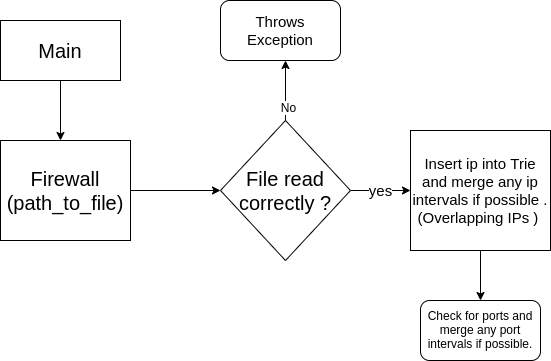 Throws
Exception
Main
No
Firewall
(path_to_file)
File read
correctly ?
yes
Insert ip into Trie
and merge any ip
intervals if possible .
(Overlapping IPs )
Check for ports and
merge any port
intervals if possible.